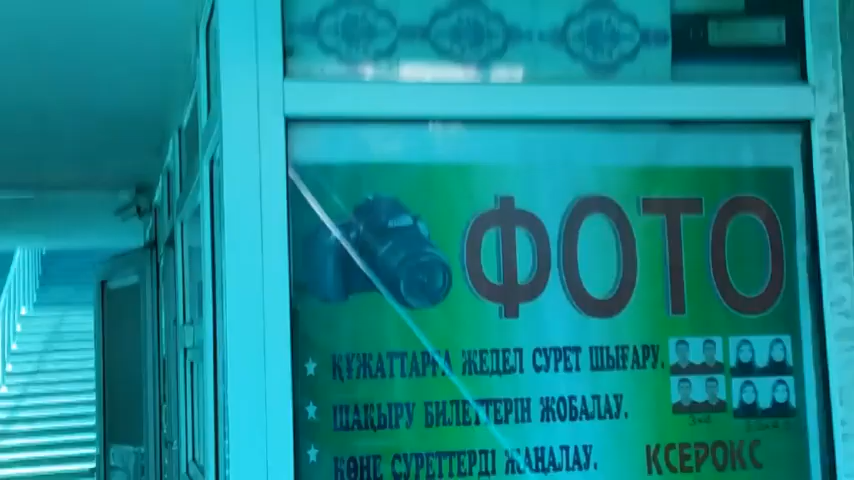 ФОТО
ҚҰЖАТТАРҒА ЖЕДЕЛ СУРЕТ ШЫҒАРУ.
ШАҚЫРУ БИЛЕТТЕРІН ЖОБАЛАУ.
КӨНЕ СУРЕТТЕРДІ ЖАҢАЛАУ.
КСЕРОКС